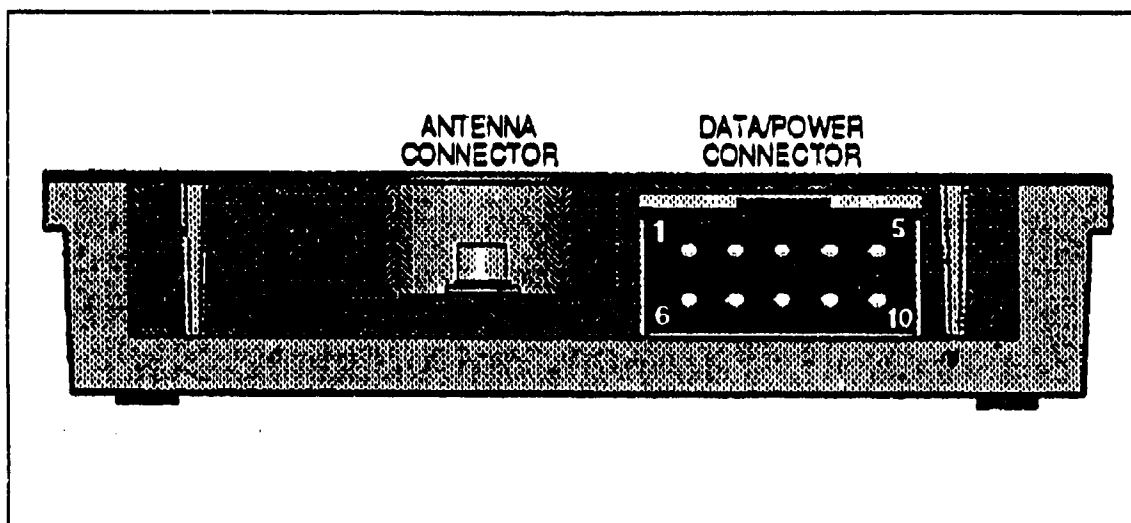 ANTENNA
CONNECTOR
DATA/POWER
CONNECTOR
1 5
6 10